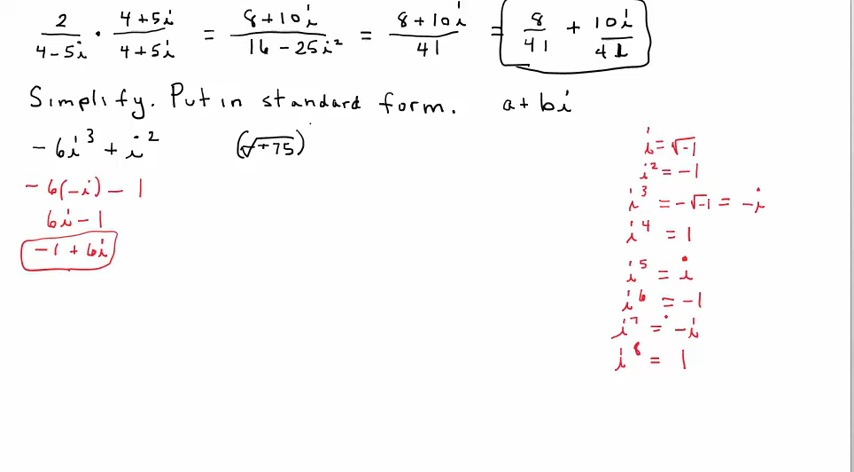 2/(4-5i) · (4+5i)/(4+5i) = (8+10i)/(16-25i²) = (8+10i)/41 = 8/41 + 10i/41
Simplify. Put in standard form. a+bi
-6i³ + i²
-6(-i) - 1
6i - 1
-1 + 6i
i = √-1
i² = -1
i³ = -√-1 = -i
i⁴ = 1
i⁵ = i
i⁶ = -1
i⁷ = -i
i⁸ = 1